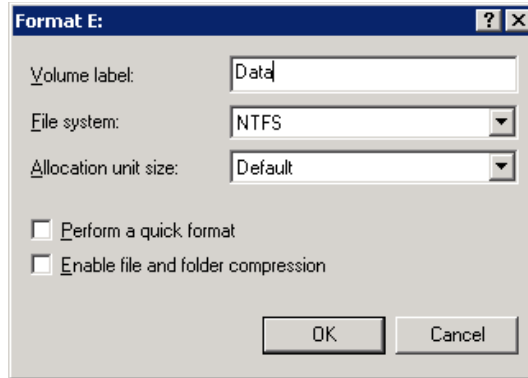 Format E:
Volume label: Data
File system: NTFS
Allocation unit size: Default
Perform a quick format
Enable file and folder compression
OK Cancel